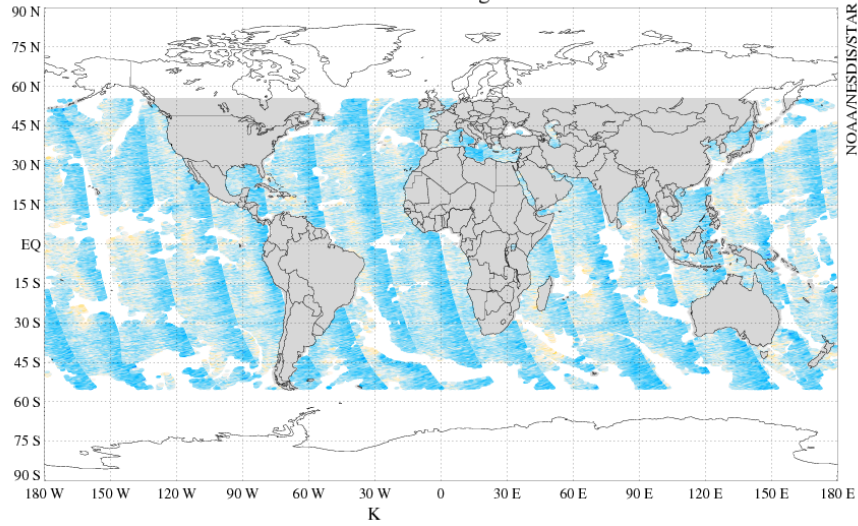 90 N
75 N
60 N
45 N
30 N
15 N
EQ
15 S
30 S
45 S
60 S
75 S
90 S
180 W 150 W 120 W 90 W 60 W 30 W 0 30 E 60 E 90 E 120 E 150 E 180 E
K
NOAA/NESDIS/STAR